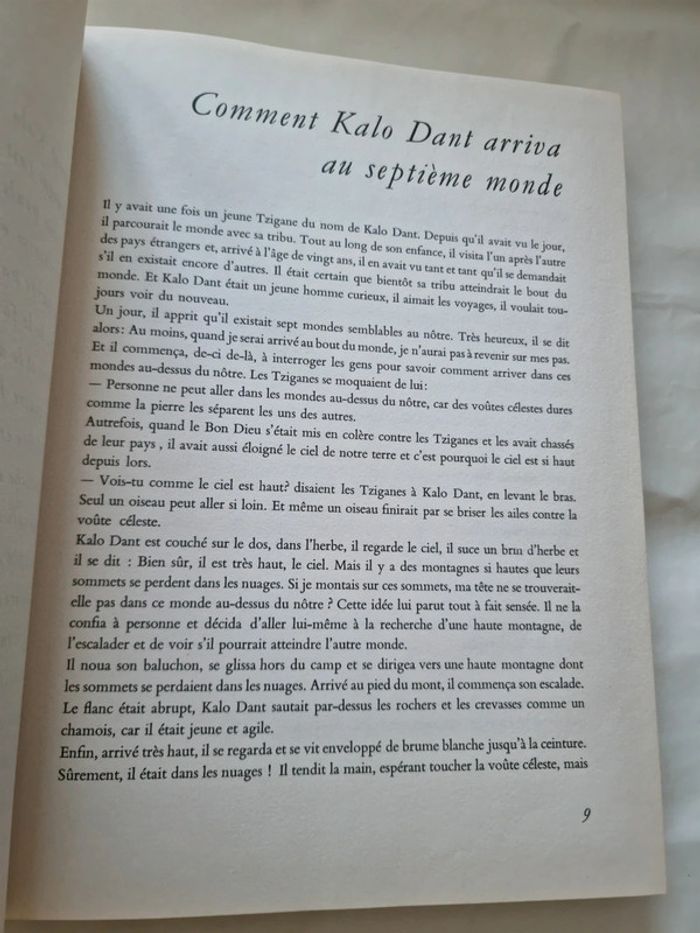 Comment Kalo Dant arriva
au septième monde
Il y avait une fois un jeune Tzigane du nom de Kalo Dant. Depuis qu'il avait vu le jour,
il parcourait le monde avec sa tribu. Tout au long de son enfance, il visita l'un après l'autre
des pays étrangers et, arrivé à l'âge de vingt ans, il en avait vu tant et tant qu'il se demandait
s'il en existait encore d'autres. Il était certain que bientôt sa tribu atteindrait le bout du
monde. Et Kalo Dant était un jeune homme curieux, il aimait les voyages, il voulait tou-
jours voir du nouveau.
Un jour, il apprit qu'il existait sept mondes semblables au nôtre. Très heureux, il se dit
alors: Au moins, quand je serai arrivé au bout du monde, je n'aurai pas à revenir sur mes pas.
Et il commença, de-ci de-là, à interroger les gens pour savoir comment arriver dans ces
mondes au-dessus du nôtre. Les Tziganes se moquaient de lui:
— Personne ne peut aller dans les mondes au-dessus du nôtre, car des voûtes célestes dures
comme la pierre les séparent les uns des autres.
Autrefois, quand le Bon Dieu s'était mis en colère contre les Tziganes et les avait chassés
de leur pays , il avait aussi éloigné le ciel de notre terre et c'est pourquoi le ciel est si haut
depuis lors.
— Vois-tu comme le ciel est haut? disaient les Tziganes à Kalo Dant, en levant le bras.
Seul un oiseau peut aller si loin. Et même un oiseau finirait par se briser les ailes contre la
voûte céleste.
Kalo Dant est couché sur le dos, dans l'herbe, il regarde le ciel, il suce un brin d'herbe et
il se dit : Bien sûr, il est très haut, le ciel. Mais il y a des montagnes si hautes que leurs
sommets se perdent dans les nuages. Si je montais sur ces sommets, ma tête ne se trouverait-
elle pas dans ce monde au-dessus du nôtre ? Cette idée lui parut tout à fait sensée. Il ne la
confia à personne et décida d'aller lui-même à la recherche d'une haute montagne, de
l'escalader et de voir s'il pourrait atteindre l'autre monde.
Il noua son baluchon, se glissa hors du camp et se dirigea vers une haute montagne dont
les sommets se perdaient dans les nuages. Arrivé au pied du mont, il commença son escalade.
Le flanc était abrupt, Kalo Dant sautait par-dessus les rochers et les crevasses comme un
chamois, car il était jeune et agile.
Enfin, arrivé très haut, il se regarda et se vit enveloppé de brume blanche jusqu'à la ceinture.
Sûrement, il était dans les nuages ! Il tendit la main, espérant toucher la voûte céleste, mais
9